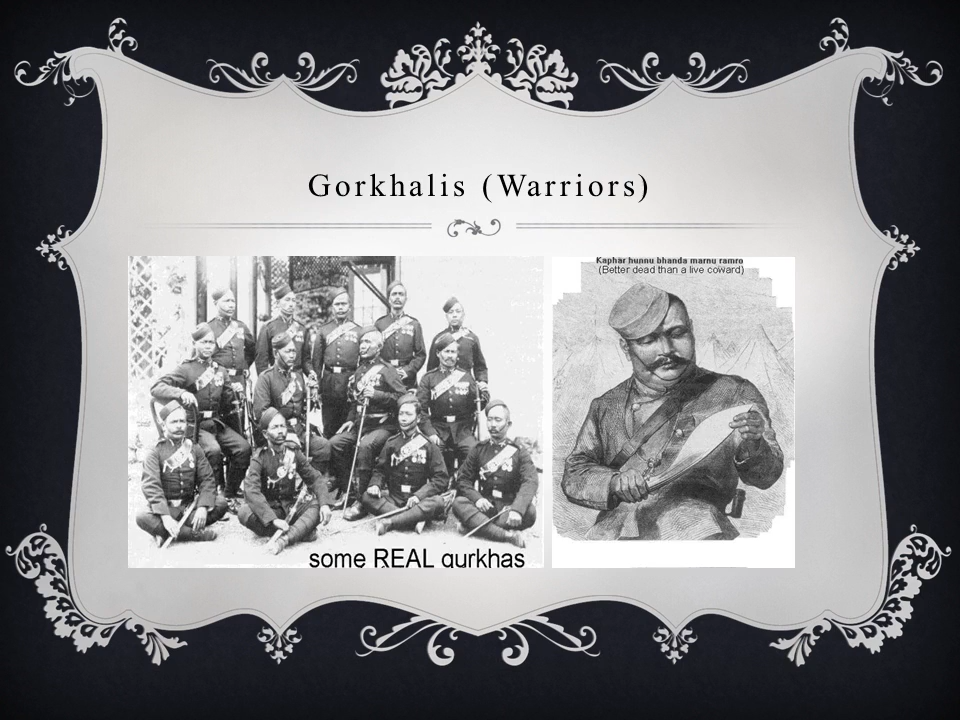 Gorkhalis (Warriors)
Kaphar hunnu bhanda marnu ramro
(Better dead than a live coward)
some REAL gurkhas